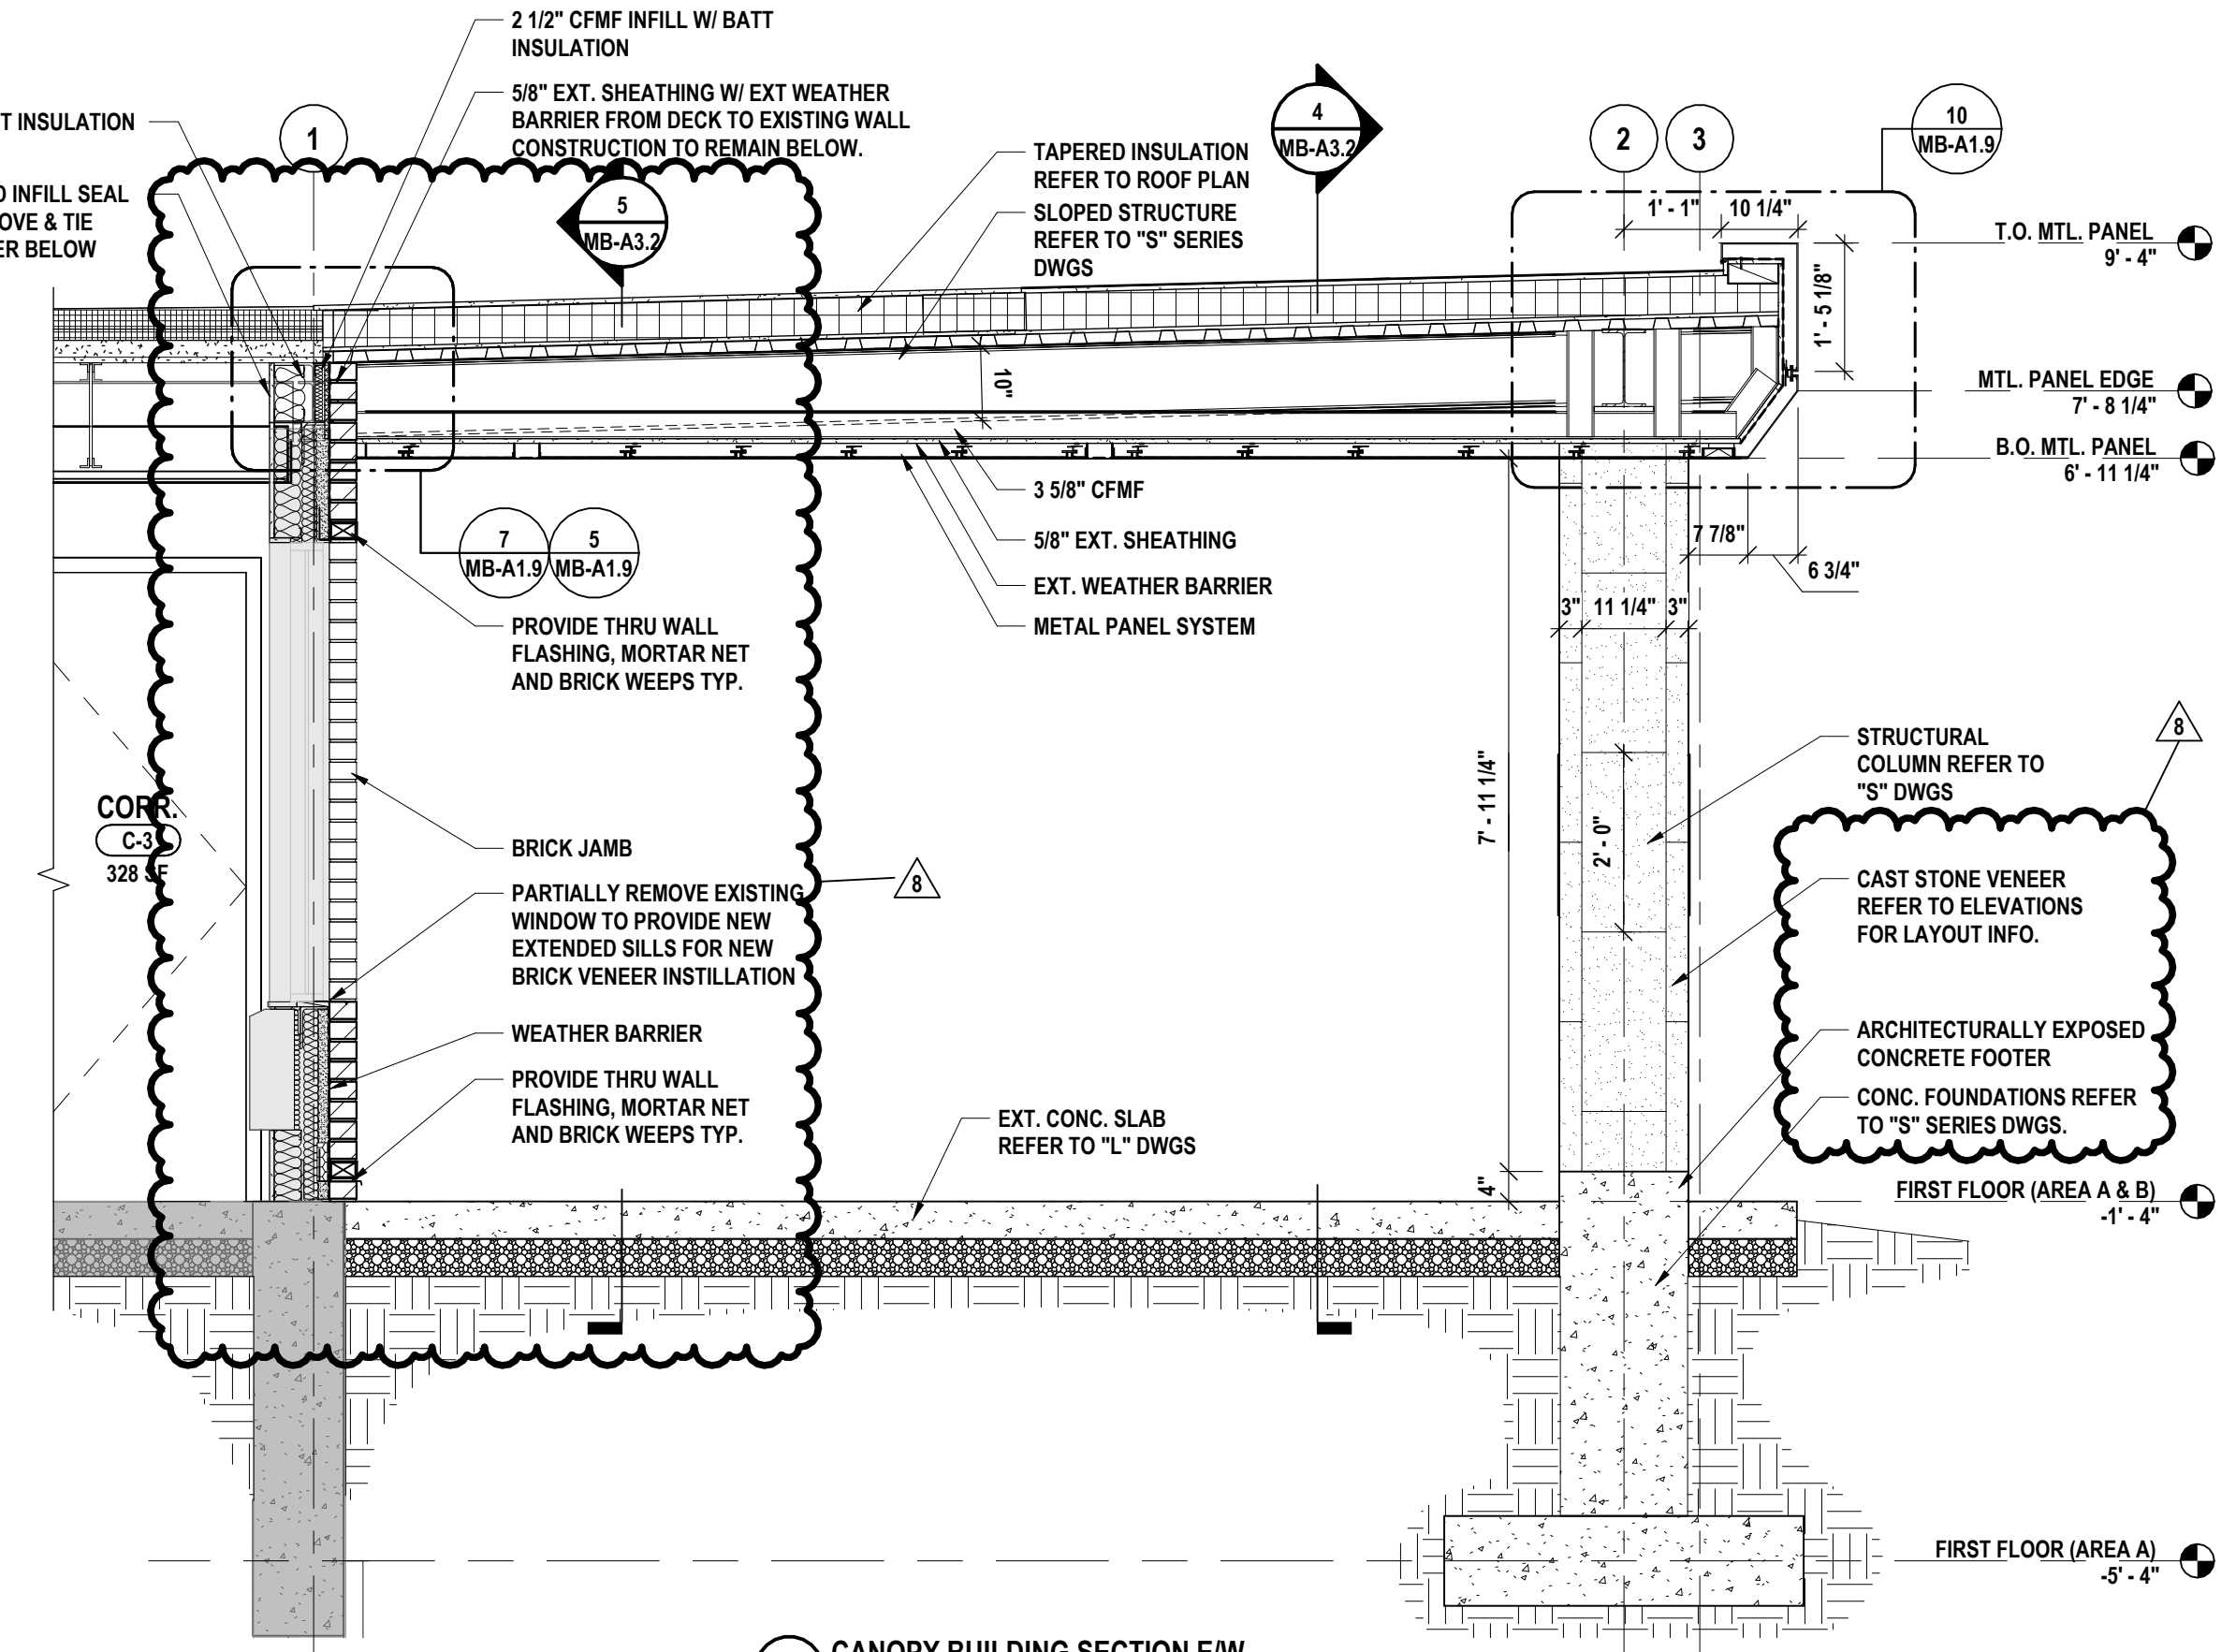 2 1/2" CFMF INFILL W/ BATT
INSULATION
5/8" EXT. SHEATHING W/ EXT WEATHER
BARRIER FROM DECK TO EXISTING WALL
CONSTRUCTION TO REMAIN BELOW.
T INSULATION
INFILL SEAL
OVE & TIE
ER BELOW
1
5
MB-A3.2
4
MB-A3.2
TAPERED INSULATION
REFER TO ROOF PLAN
SLOPED STRUCTURE
REFER TO "S" SERIES
DWGS
2
3
10
MB-A1.9
1' - 1"
10 1/4"
1' - 5 1/8"
T.O. MTL. PANEL
9' - 4"
MTL. PANEL EDGE
7' - 8 1/4"
B.O. MTL. PANEL
6' - 11 1/4"
10"
3 5/8" CFMF
5/8" EXT. SHEATHING
EXT. WEATHER BARRIER
METAL PANEL SYSTEM
7
MB-A1.9
5
MB-A1.9
7 7/8"
6 3/4"
3"
11 1/4"
3"
PROVIDE THRU WALL
FLASHING, MORTAR NET
AND BRICK WEEPS TYP.
CORR.
C-3
328 SF
BRICK JAMB
PARTIALLY REMOVE EXISTING
WINDOW TO PROVIDE NEW
EXTENDED SILLS FOR NEW
BRICK VENEER INSTILLATION
8
WEATHER BARRIER
PROVIDE THRU WALL
FLASHING, MORTAR NET
AND BRICK WEEPS TYP.
7' - 11 1/4"
2' - 0"
4"
STRUCTURAL
COLUMN REFER TO
"S" DWGS
8
CAST STONE VENEER
REFER TO ELEVATIONS
FOR LAYOUT INFO.
ARCHITECTURALLY EXPOSED
CONCRETE FOOTER
CONC. FOUNDATIONS REFER
TO "S" SERIES DWGS.
EXT. CONC. SLAB
REFER TO "L" DWGS
FIRST FLOOR (AREA A & B)
-1' - 4"
FIRST FLOOR (AREA A)
-5' - 4"
CANOPY BUILDING SECTION E/W